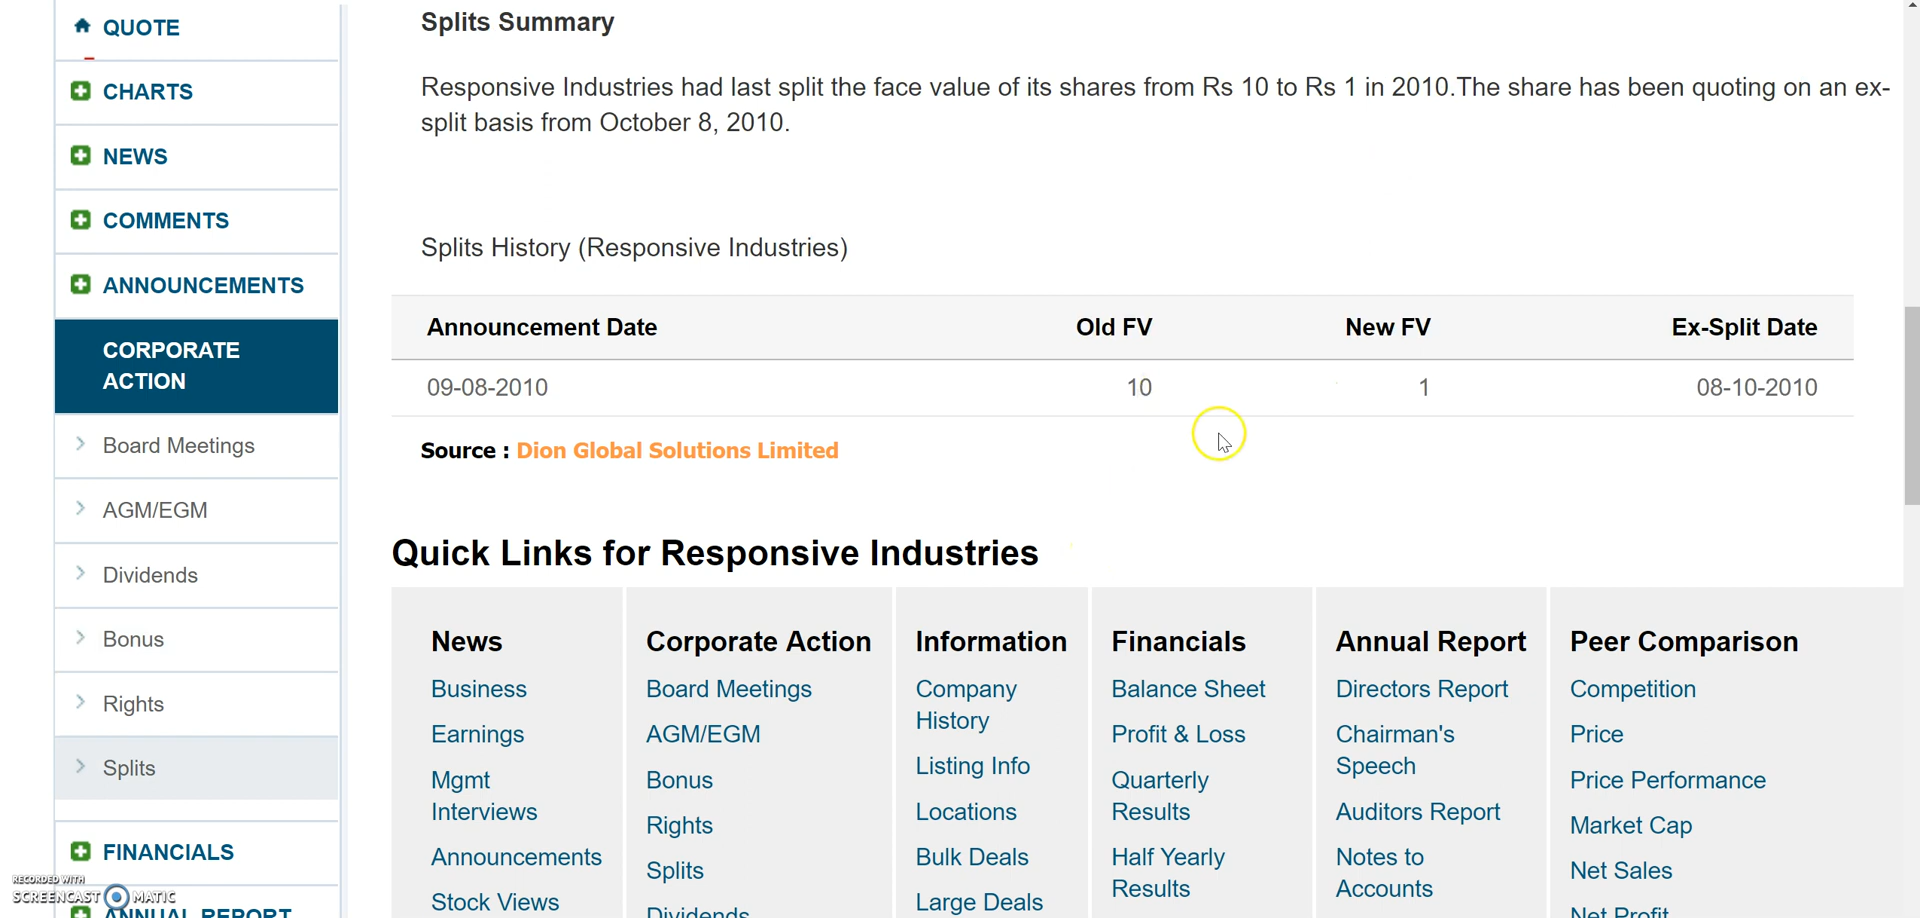 QUOTE
CHARTS
NEWS
COMMENTS
ANNOUNCEMENTS
CORPORATE
ACTION
Board Meetings
AGM/EGM
Dividends
Bonus
Rights
Splits
FINANCIALS
ANNUAL REPORT
RECORDED WITH
SCREENCAST MATIC
Splits Summary
Responsive Industries had last split the face value of its shares from Rs 10 to Rs 1 in 2010.The share has been quoting on an ex-
split basis from October 8, 2010.
Splits History (Responsive Industries)
Announcement Date Old FV New FV Ex-Split Date
09-08-2010 10 1 08-10-2010
Source : Dion Global Solutions Limited
Quick Links for Responsive Industries
News
Business
Earnings
Mgmt
Interviews
Announcements
Stock Views
Corporate Action
Board Meetings
AGM/EGM
Bonus
Rights
Splits
Dividends
Information
Company
History
Listing Info
Locations
Bulk Deals
Large Deals
Financials
Balance Sheet
Profit & Loss
Quarterly
Results
Half Yearly
Results
Annual Report
Directors Report
Chairman's
Speech
Auditors Report
Notes to
Accounts
Peer Comparison
Competition
Price
Price Performance
Market Cap
Net Sales
Net Profit